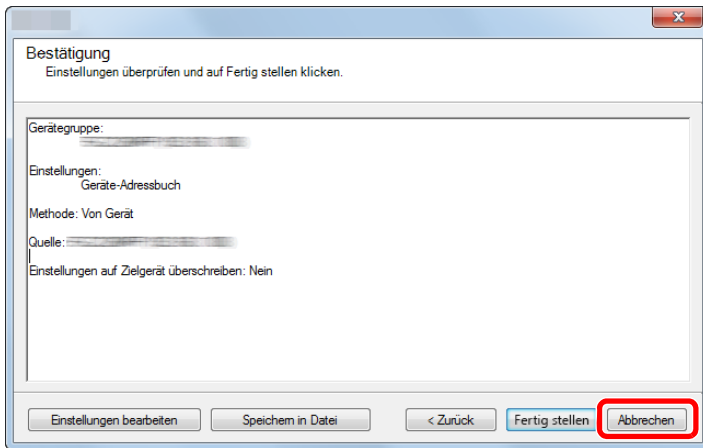 Bestätigung
Einstellungen überprüfen und auf Fertig stellen klicken.
Gerätegruppe:
Einstellungen:
Geräte-Adressbuch
Methode: Von Gerät
Quelle:
Einstellungen auf Zielgerät überschreiben: Nein
Einstellungen bearbeiten
Speichern in Datei
< Zurück
Fertig stellen
Abbrechen